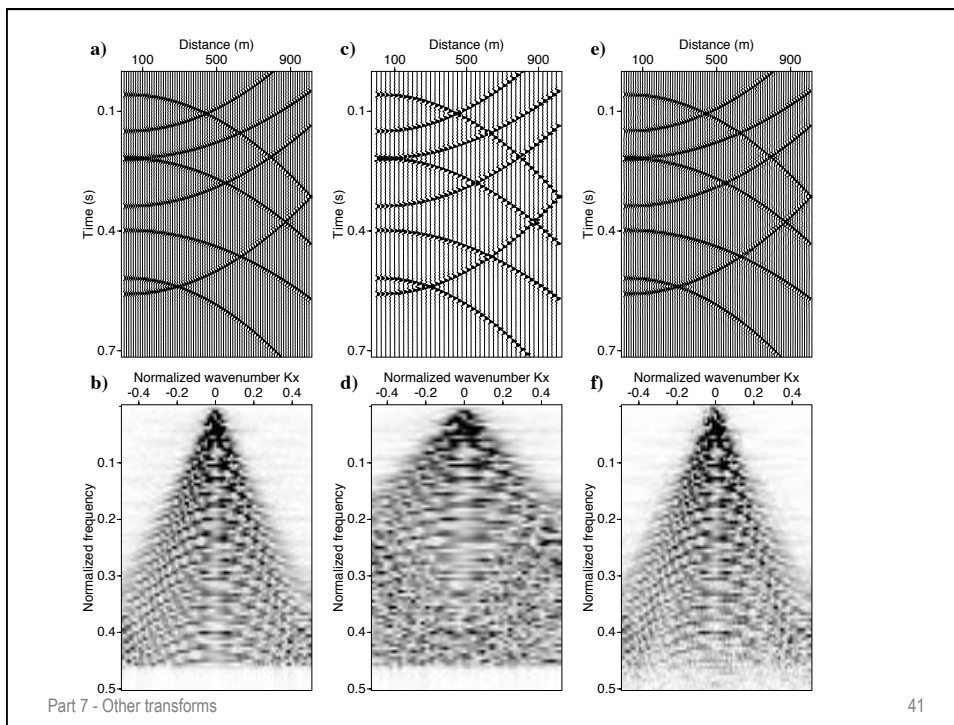 a) Distance (m)
100 500 900
Time (s)
0.1
0.4
0.7
c) Distance (m)
100 500 900
Time (s)
0.1
0.4
0.7
e) Distance (m)
100 500 900
Time (s)
0.1
0.4
0.7
b) Normalized wavenumber Kx
-0.4 -0.2 0 0.2 0.4
Normalized frequency
0.1
0.2
0.3
0.4
0.5
d) Normalized wavenumber Kx
-0.4 -0.2 0 0.2 0.4
Normalized frequency
0.1
0.2
0.3
0.4
0.5
f) Normalized wavenumber Kx
-0.4 -0.2 0 0.2 0.4
Normalized frequency
0.1
0.2
0.3
0.4
0.5
Part 7 - Other transforms 41